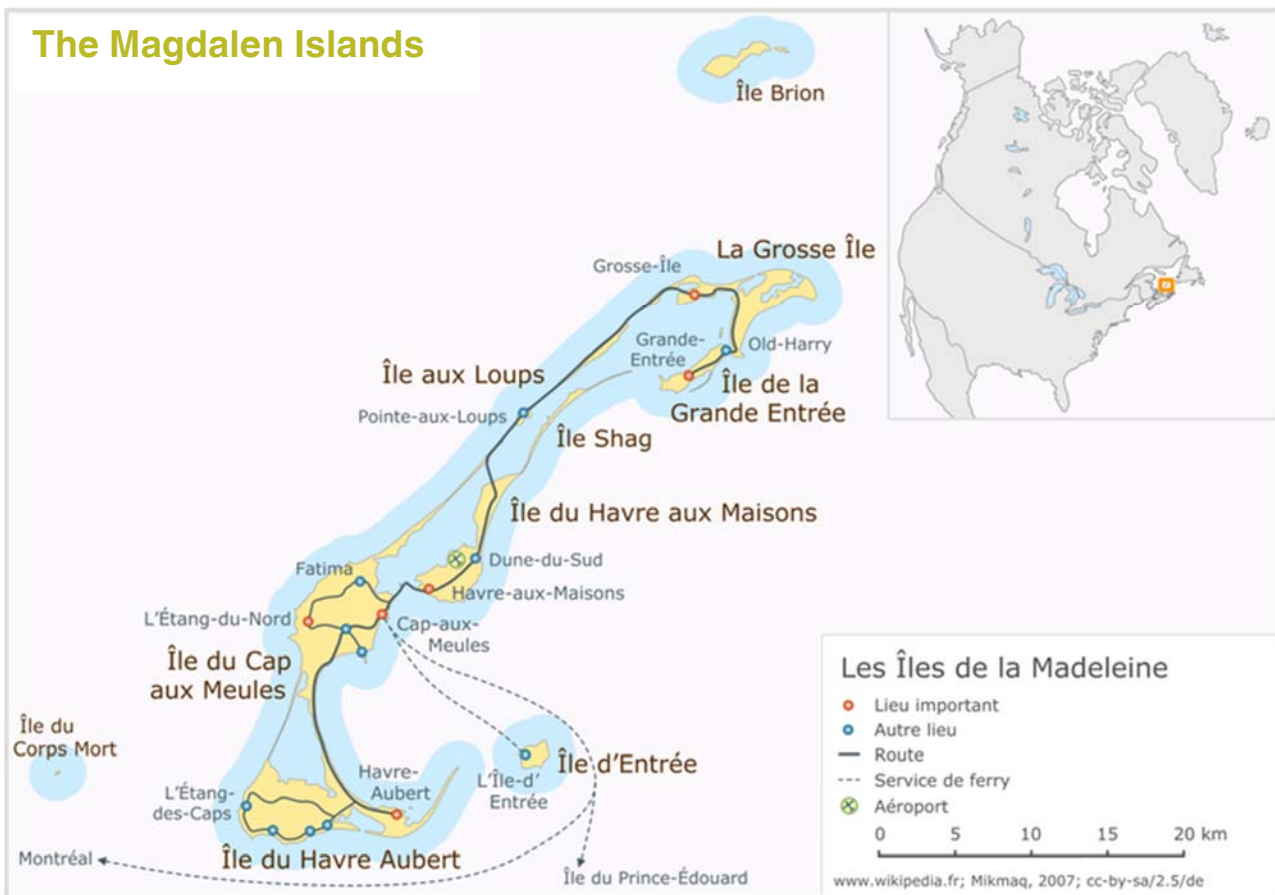 The Magdalen Islands
Île Brion
La Grosse Île
Grosse-Île
Grande-
Entrée
Old-Harry
Île aux Loups
Île de la
Grande Entrée
Pointe-aux-Loups
Île Shag
Île du Havre aux Maisons
Dune-du-Sud
Fatima
Havre-aux-Maisons
L'Étang-du-Nord
Cap-aux-
Meules
Île du Cap
aux Meules
Île du
Corps Mort
Île d'Entrée
L'Île-d'
Entrée
Havre-
Aubert
L'Étang-
des-Caps
Île du Havre Aubert
Montréal
Île du Prince-Édouard
Les Îles de la Madeleine
Lieu important
Autre lieu
Route
Service de ferry
Aéroport
0 5 10 15 20 km
www.wikipedia.fr; Mikmaq, 2007; cc-by-sa/2.5/de